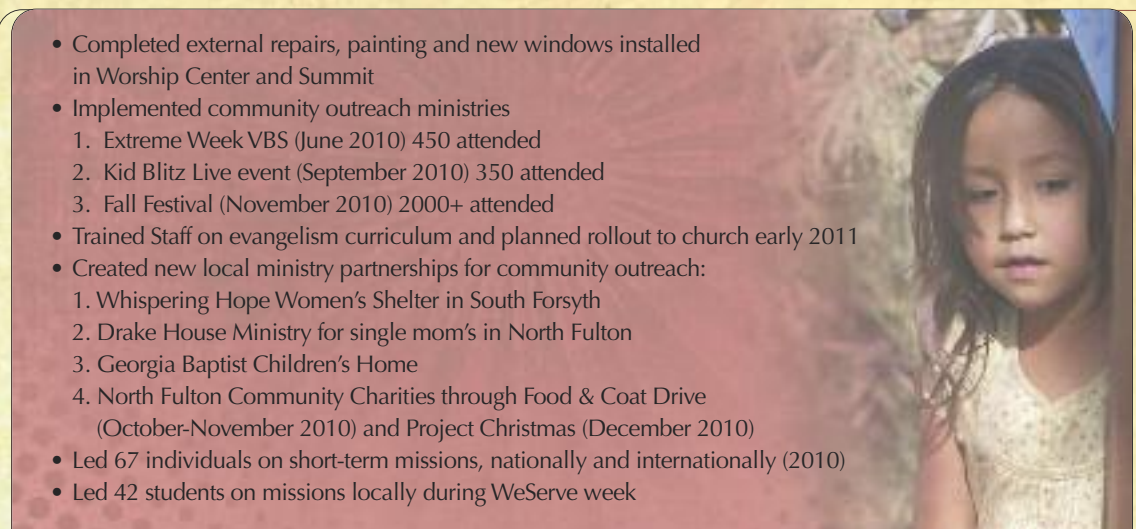 • Completed external repairs, painting and new windows installed
in Worship Center and Summit
• Implemented community outreach ministries
1. Extreme Week VBS (June 2010) 450 attended
2. Kid Blitz Live event (September 2010) 350 attended
3. Fall Festival (November 2010) 2000+ attended
• Trained Staff on evangelism curriculum and planned rollout to church early 2011
• Created new local ministry partnerships for community outreach:
1. Whispering Hope Women's Shelter in South Forsyth
2. Drake House Ministry for single mom's in North Fulton
3. Georgia Baptist Children's Home
4. North Fulton Community Charities through Food & Coat Drive
(October-November 2010) and Project Christmas (December 2010)
• Led 67 individuals on short-term missions, nationally and internationally (2010)
• Led 42 students on missions locally during WeServe week